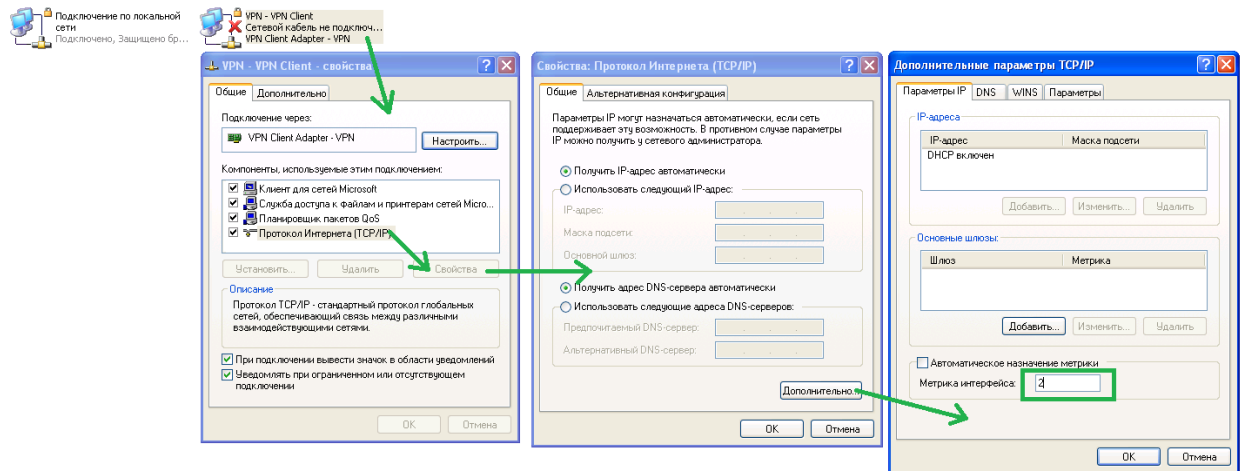 Подключение по локальной
сети
Подключено, Защищено бр...
VPN - VPN Client
Сетевой кабель не подключ...
VPN Client Adapter - VPN
VPN - VPN Client - свойства
Общие
Дополнительно
Подключение через:
VPN Client Adapter - VPN
Настроить...
Компоненты, используемые этим подключением:
Клиент для сетей Microsoft
Служба доступа к файлам и принтерам сетей Micro...
Планировщик пакетов QoS
Протокол Интернета (TCP/IP)
Установить...
Удалить
Свойства
Описание
Протокол TCP/IP - стандартный протокол глобальных
сетей, обеспечивающий связь между различными
взаимодействующими сетями.
При подключении вывести значок в области уведомлений
Уведомлять при ограниченном или отсутствующем
подключении
OK
Отмена
Свойства: Протокол Интернета (TCP/IP)
Общие
Альтернативная конфигурация
Параметры IP могут назначаться автоматически, если сеть
поддерживает эту возможность. В противном случае параметры
IP можно получить у сетевого администратора.
Получить IP-адрес автоматически
Использовать следующий IP-адрес:
IP-адрес:
Маска подсети:
Основной шлюз:
Получить адрес DNS-сервера автоматически
Использовать следующие адреса DNS-серверов:
Предпочитаемый DNS-сервер:
Альтернативный DNS-сервер:
Дополнительно...
OK
Отмена
Дополнительные параметры TCP/IP
Параметры IP
DNS
WINS
Параметры
IP-адреса
IP-адрес
Маска подсети
DHCP включен
Добавить...
Изменить...
Удалить
Основные шлюзы:
Шлюз
Метрика
Добавить...
Изменить...
Удалить
Автоматическое назначение метрики
Метрика интерфейса:
2
OK
Отмена